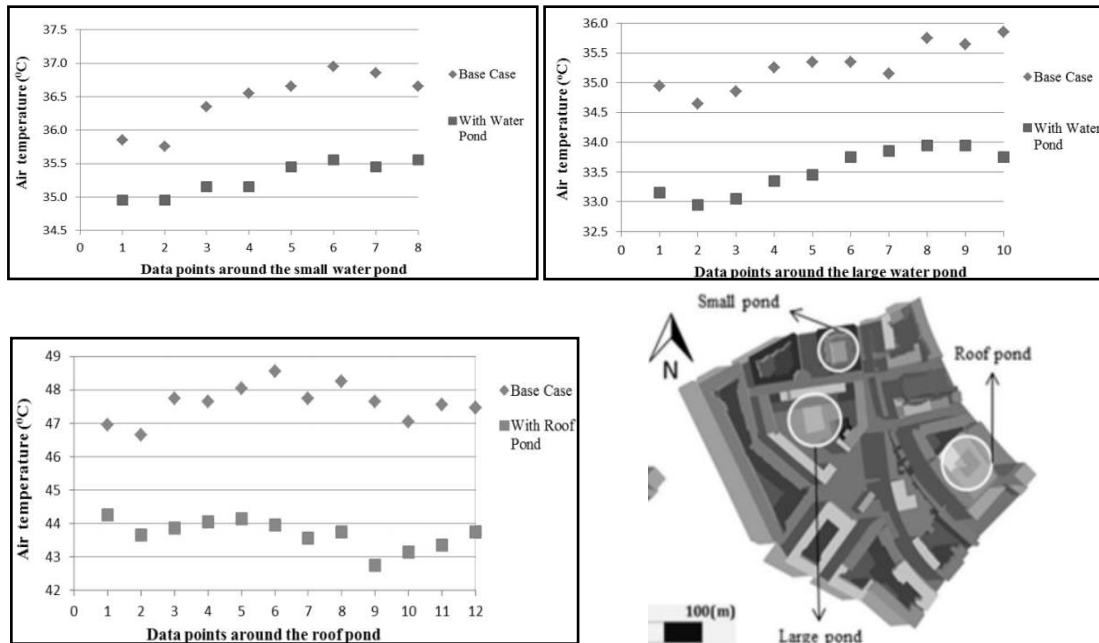 37.5
37.0
36.5
36.0
35.5
35.0
34.5
Air temperature (⁰C)
0 1 2 3 4 5 6 7 8
Data points around the small water pond
Base Case
With Water
Pond
36.0
35.5
35.0
34.5
34.0
33.5
33.0
32.5
Air temperature (°C)
0 1 2 3 4 5 6 7 8 9 10
Data points around the large water pond
Base Case
With Water
Pond
49
48
47
46
45
44
43
42
Air temperature (°C)
0 1 2 3 4 5 6 7 8 9 10 11 12
Data points around the roof pond
Base Case
With Roof
Pond
Small pond
Roof pond
N
100(m)
Large pond